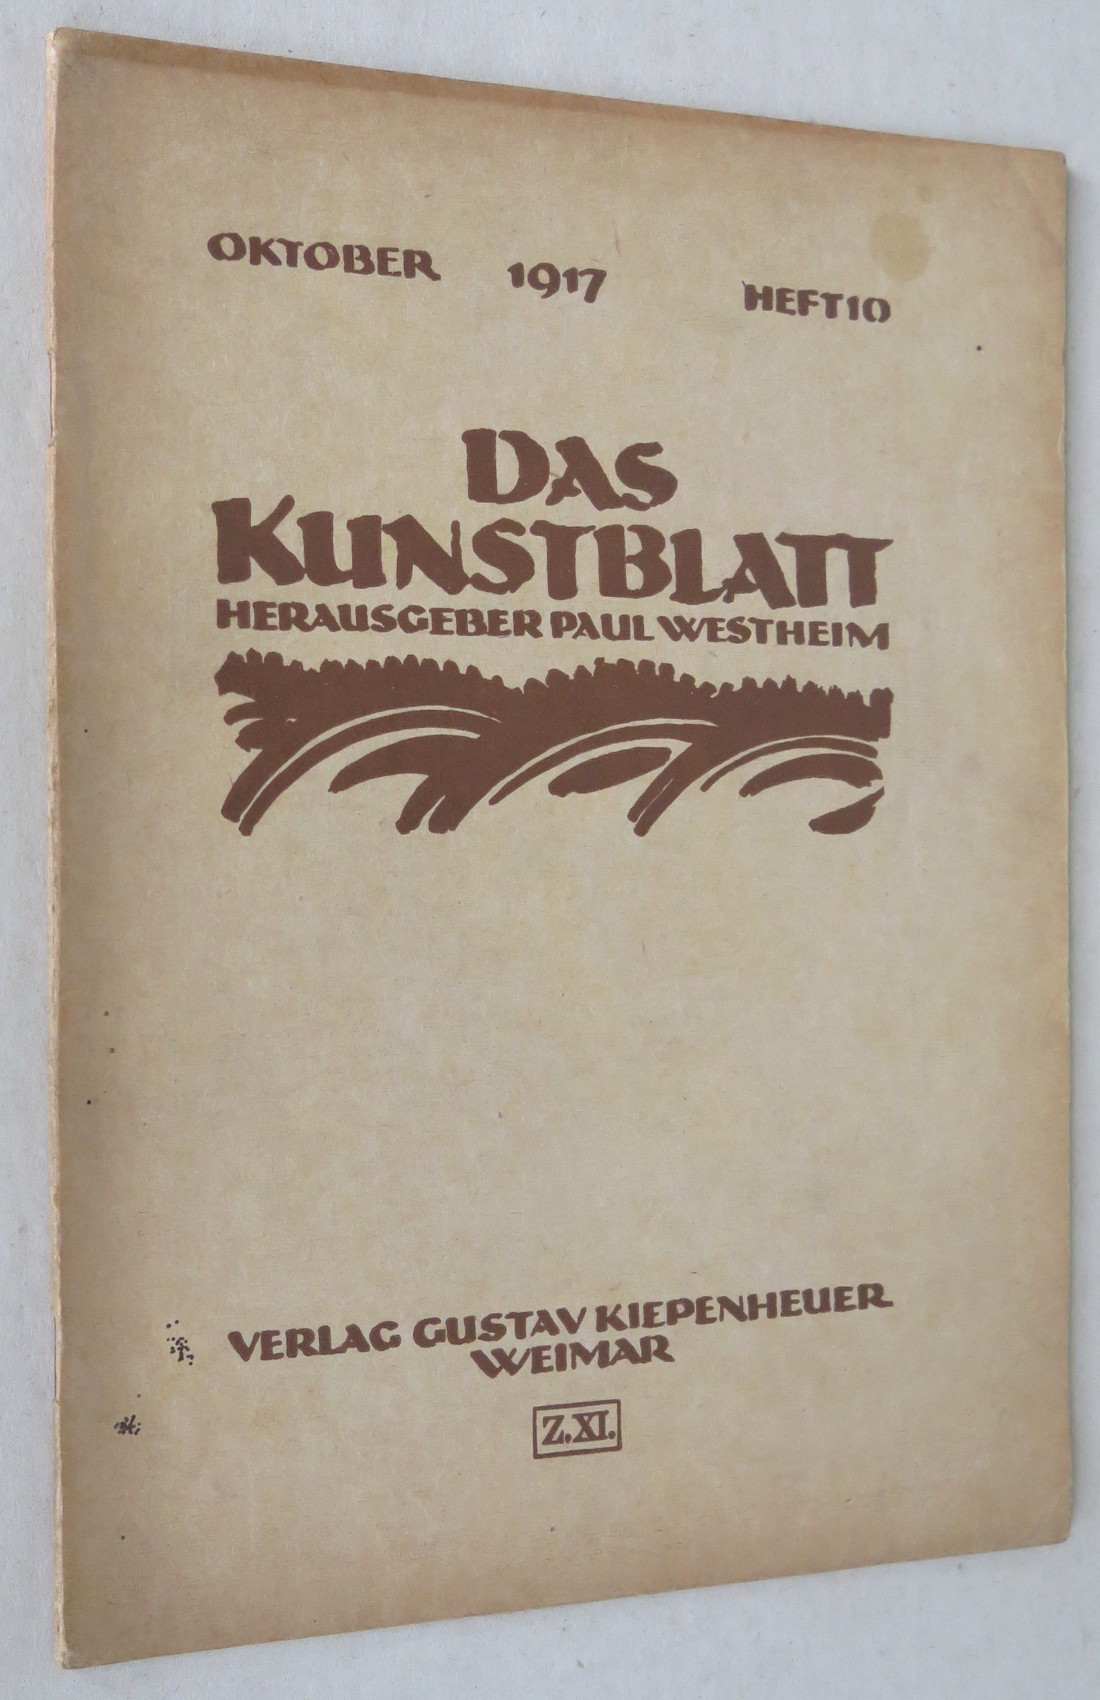 OKTOBER 1917 HEFT 10
DAS
KUNSTBLATT
HERAUSGEBER PAUL WESTHEIM
VERLAG GUSTAV KIEPENHEUER
WEIMAR
Z.XI.